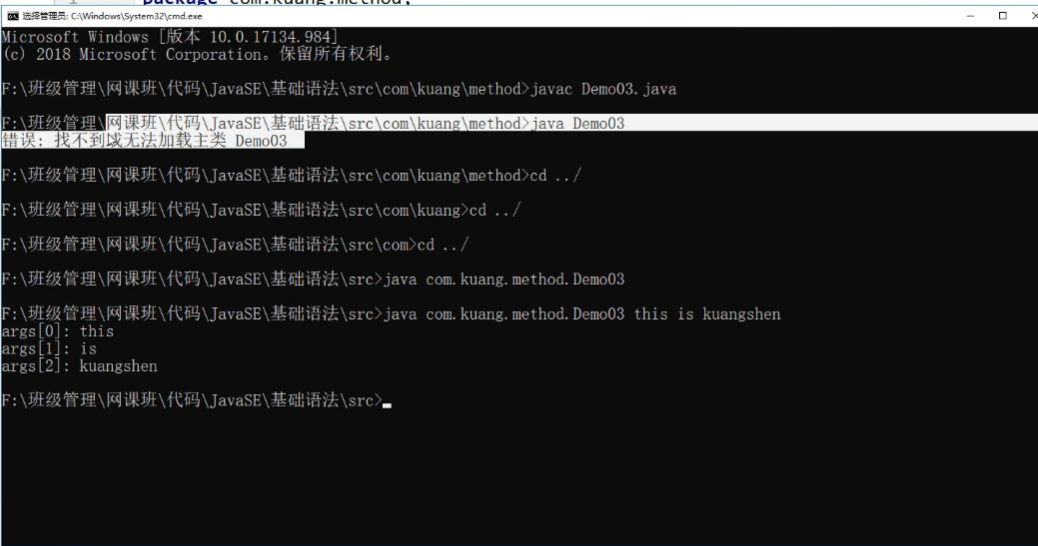 package com.kuang.method;
选择管理员: C:\Windows\System32\cmd.exe
Microsoft Windows [版本 10.0.17134.984]
(c) 2018 Microsoft Corporation。保留所有权利。
F:\班级管理\网课班\代码\JavaSE\基础语法\src\com\kuang\method>javac Demo03.java
F:\班级管理\网课班\代码\JavaSE\基础语法\src\com\kuang\method>java Demo03
错误: 找不到或无法加载主类 Demo03
F:\班级管理\网课班\代码\JavaSE\基础语法\src\com\kuang\method>cd ../
F:\班级管理\网课班\代码\JavaSE\基础语法\src\com\kuang>cd ../
F:\班级管理\网课班\代码\JavaSE\基础语法\src\com>cd ../
F:\班级管理\网课班\代码\JavaSE\基础语法\src>java com.kuang.method.Demo03
F:\班级管理\网课班\代码\JavaSE\基础语法\src>java com.kuang.method.Demo03 this is kuangshen
args[0]: this
args[1]: is
args[2]: kuangshen
F:\班级管理\网课班\代码\JavaSE\基础语法\src>